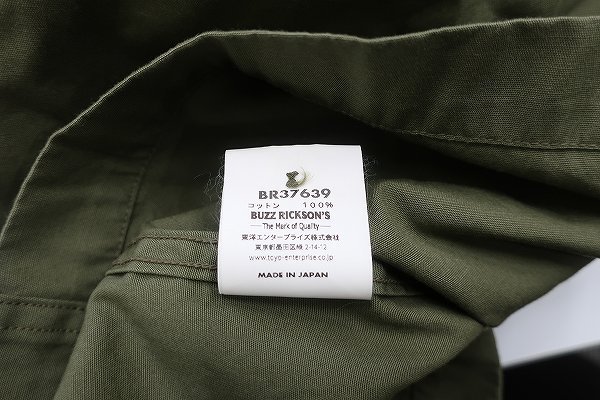 BR37639
コットン 100%
BUZZ RICKSON'S
The Mark of Quality
東洋エンタープライズ株式会社
東京都墨田区緑 2-14-12
www.toyo-enterprise.co.jp
MADE IN JAPAN